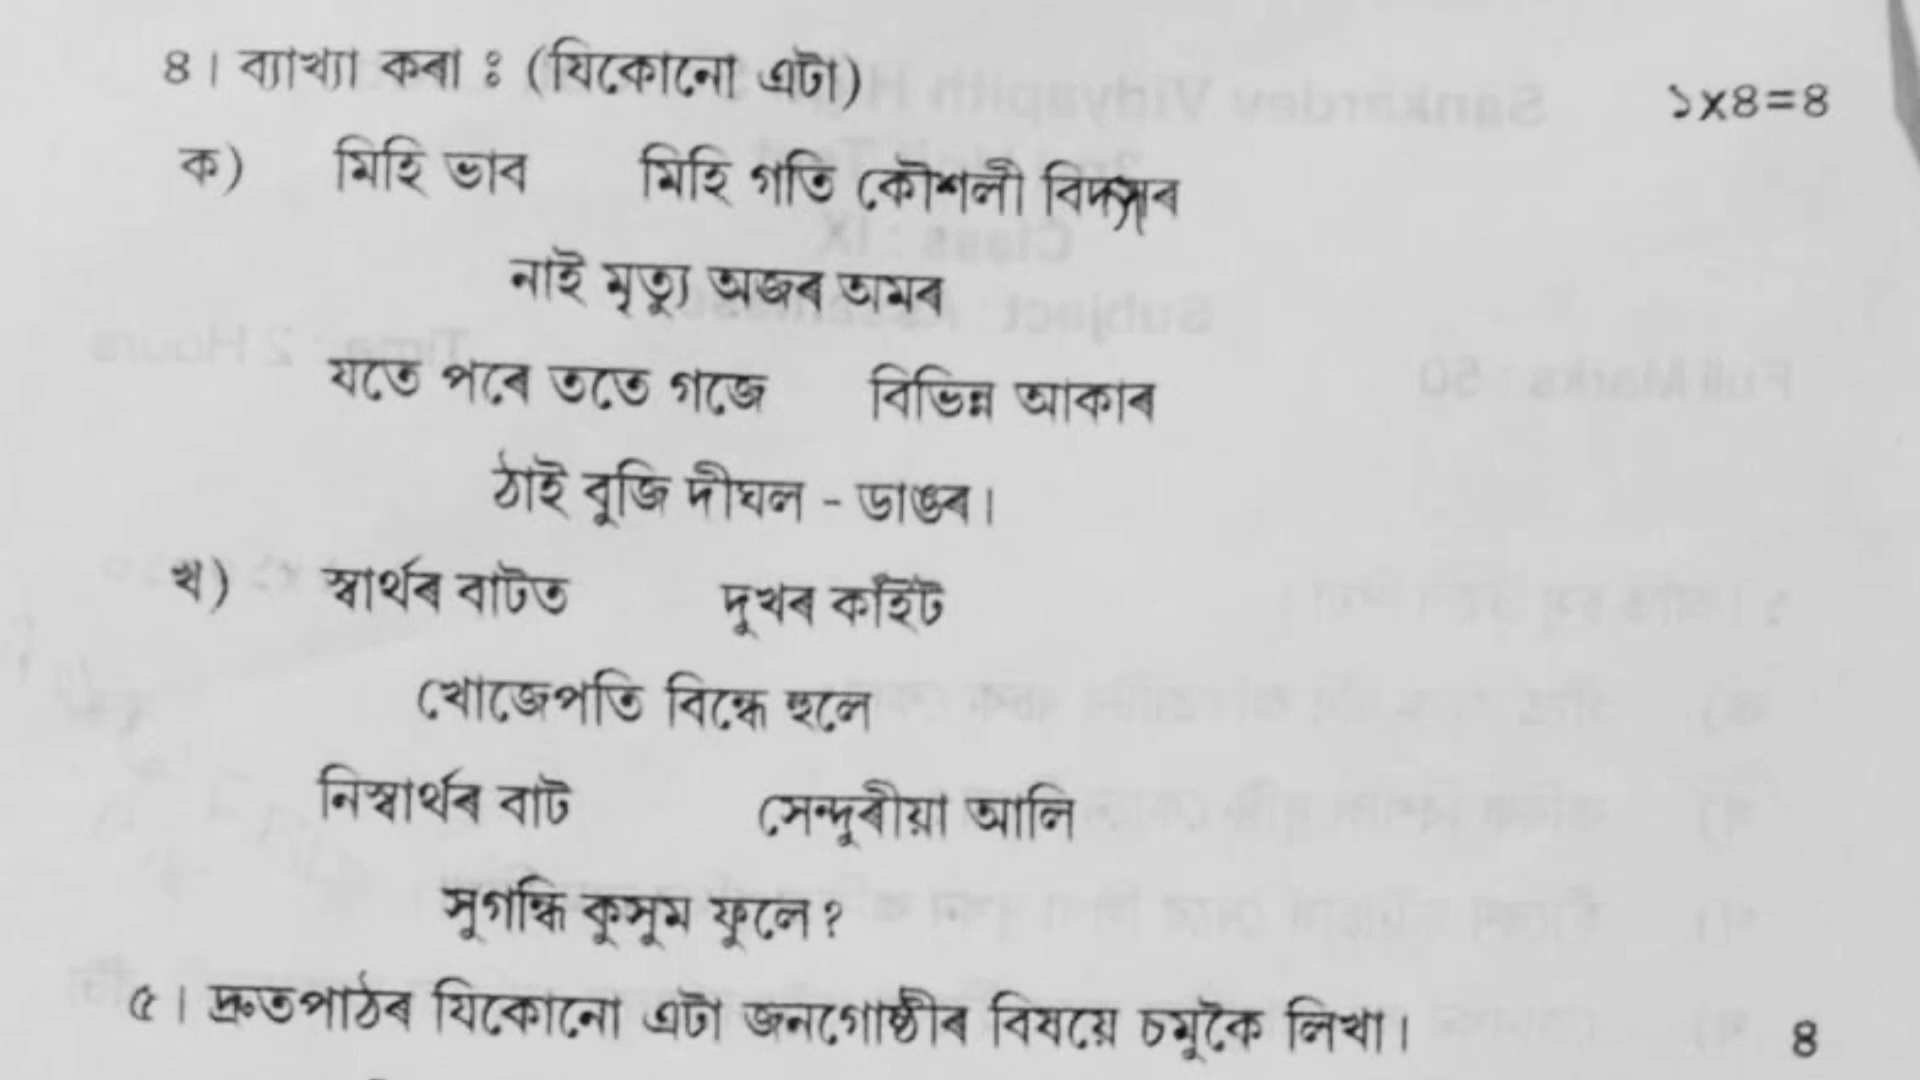 ৪। ব্যাখ্যা কৰা ঃ (যিকোনো এটা) ১x৪=৪
ক) মিহি ভাব মিহি গতি কৌশলী
নাই মৃত্যু অজৰ অমৰ
যতে পৰে ততে গজে বিভিন্ন আকাৰ
ঠাই বুজি দীঘল - ডাঙৰ।
খ) স্বাৰ্থৰ বাটত দুখৰ কাঁইট
খোজেপতি বিন্ধে হুলে
নিস্বাৰ্থৰ বাট সেন্দুৰীয়া আলি
সুগন্ধি কুসুম ফুলে?
৫। দ্ৰুতপাঠৰ যিকোনো এটা জনগোষ্ঠীৰ বিষয়ে চমুকৈ লিখা। ৪